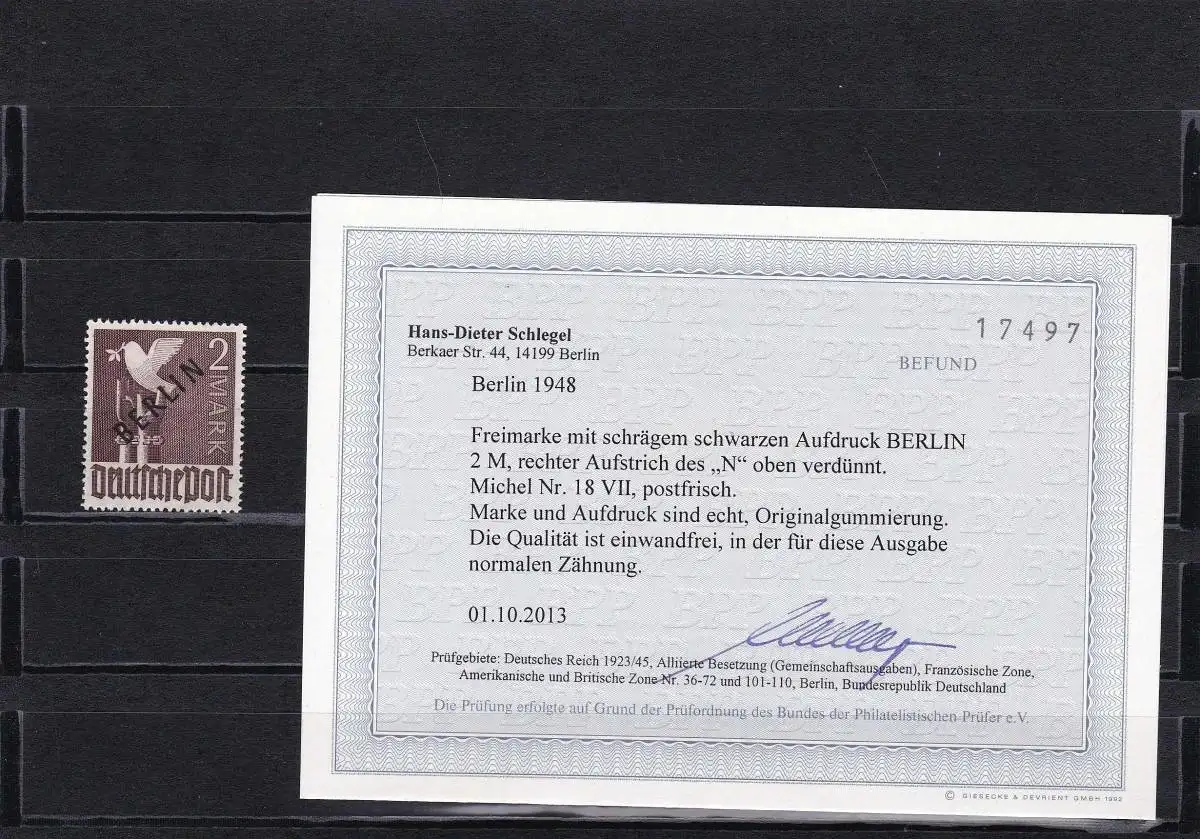 2 MARK
BERLIN
Deutsche Post
Hans-Dieter Schlegel
Berkaer Str. 44, 14199 Berlin
17497
BEFUND
Berlin 1948
Freimarke mit schrägem schwarzen Aufdruck BERLIN
2 M, rechter Aufstrich des „N“ oben verdünnt.
Michel Nr. 18 VII, postfrisch.
Marke und Aufdruck sind echt, Originalgummierung.
Die Qualität ist einwandfrei, in der für diese Ausgabe
normalen Zähnung.
01.10.2013
Prüfgebiete: Deutsches Reich 1923/45, Alliierte Besetzung (Gemeinschaftsausgaben), Französische Zone,
Amerikanische und Britische Zone Nr. 36-72 und 101-110, Berlin, Bundesrepublik Deutschland
Die Prüfung erfolgte auf Grund der Prüfordnung des Bundes der Philatelistischen Prüfer e.V.
© GIESECKE & DEVRIENT GMBH 1992